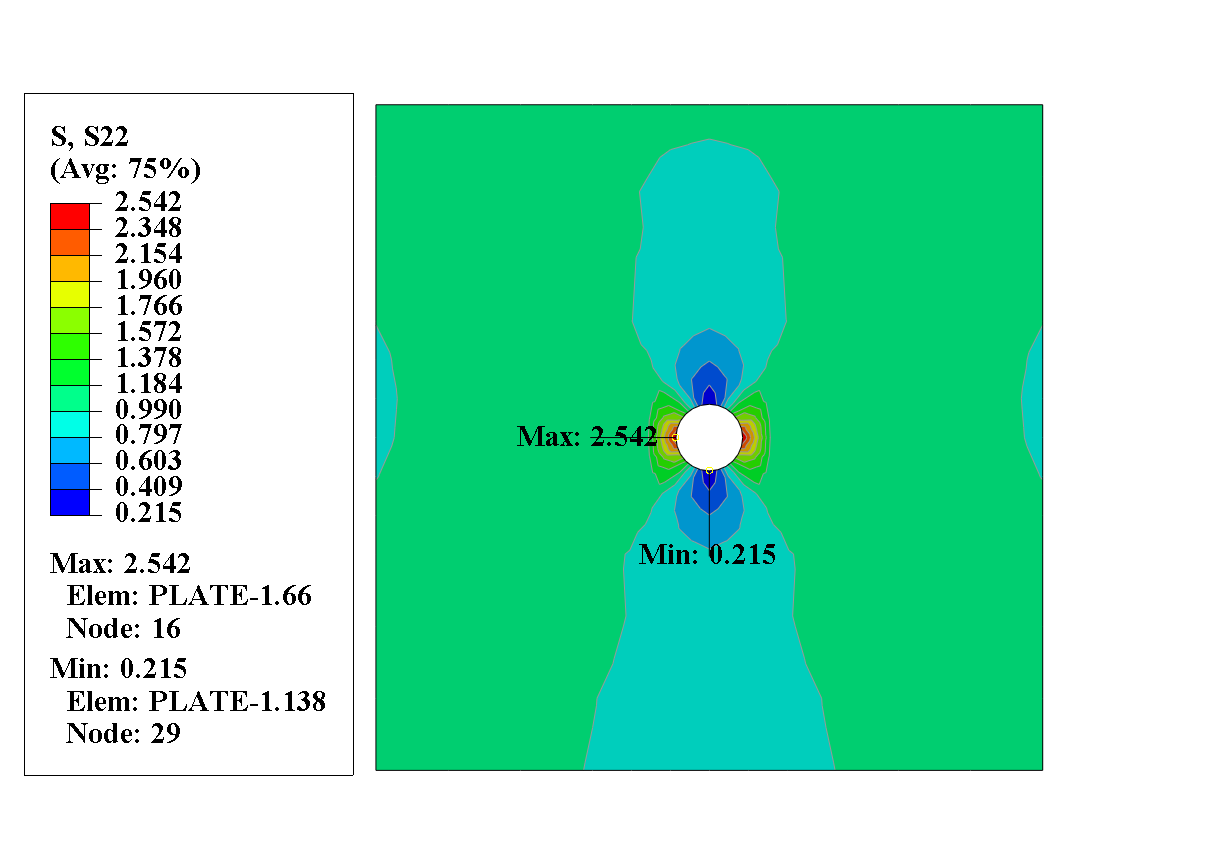 S, S22
(Avg: 75%)
2.542
2.348
2.154
1.960
1.766
1.572
1.378
1.184
0.990
0.797
0.603
0.409
0.215
Max: 2.542
Elem: PLATE-1.66
Node: 16
Min: 0.215
Elem: PLATE-1.138
Node: 29
Max: 2.542
Min: 0.215